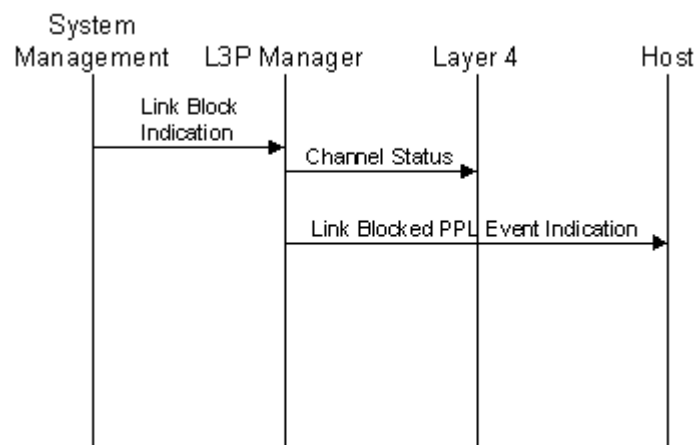 System
Management
L3P Manager
Layer 4
Host
Link Block
Indication
Channel Status
Link Blocked PPL Event Indication